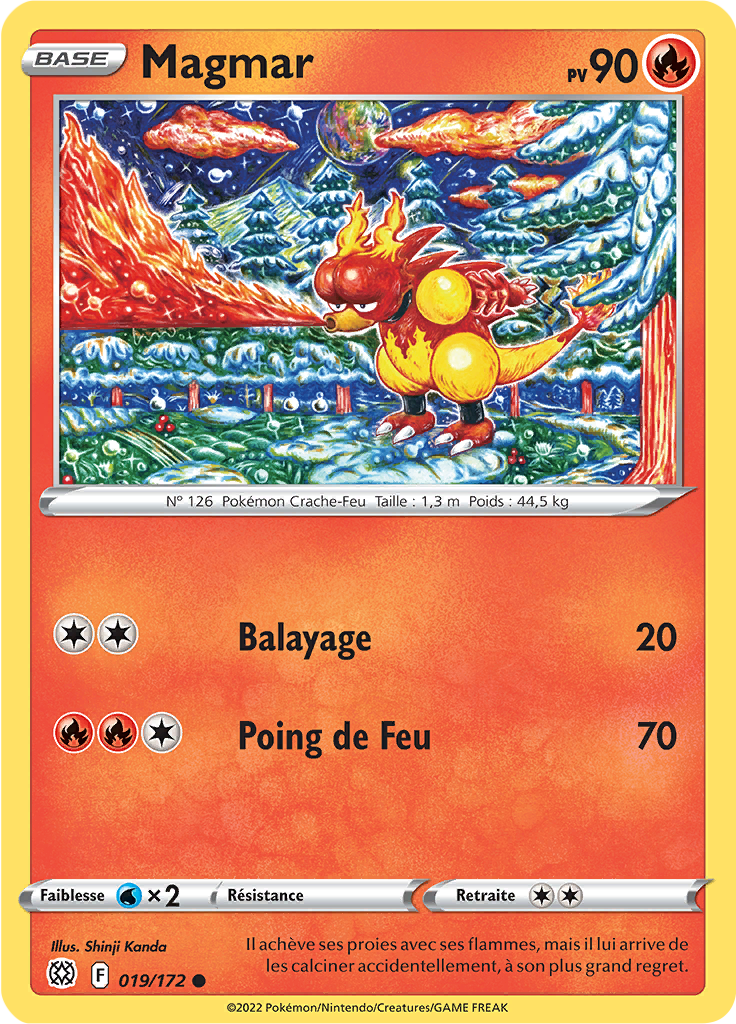 BASE Magmar PV 90
N° 126 Pokémon Crache-Feu Taille : 1,3 m Poids : 44,5 kg
Balayage 20
Poing de Feu 70
Faiblesse ×2 Résistance Retraite
Illus. Shinji Kanda
Il achève ses proies avec ses flammes, mais il lui arrive de
les calciner accidentellement, à son plus grand regret.
F 019/172
©2022 Pokémon/Nintendo/Creatures/GAME FREAK